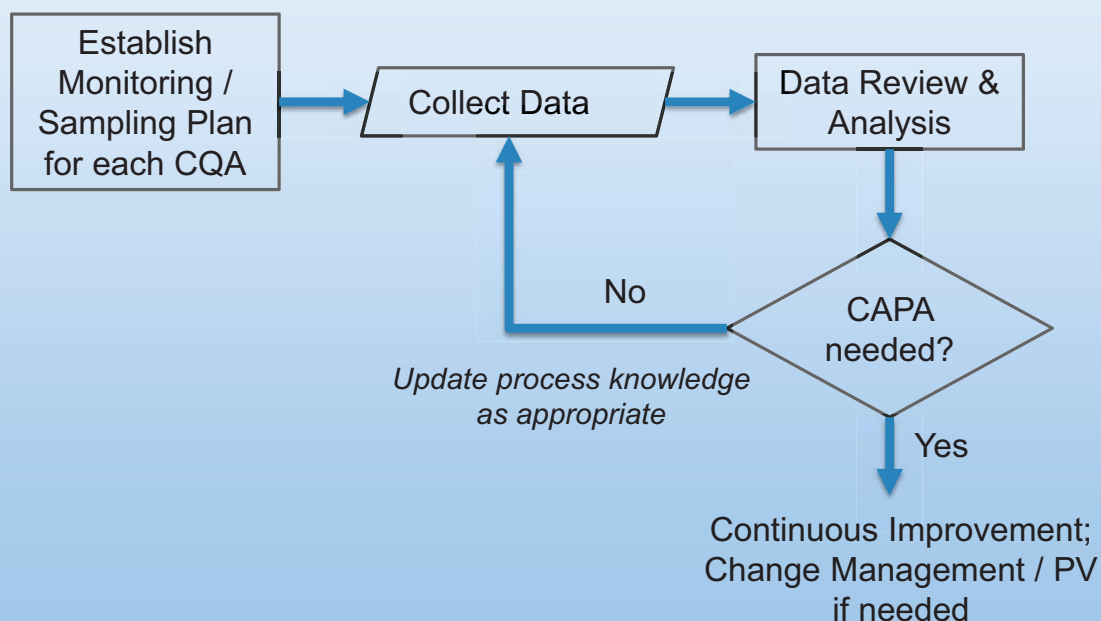 Establish
Monitoring /
Sampling Plan
for each CQA
Collect Data
Data Review &
Analysis
CAPA
needed?
No
Update process knowledge
as appropriate
Yes
Continuous Improvement;
Change Management / PV
if needed